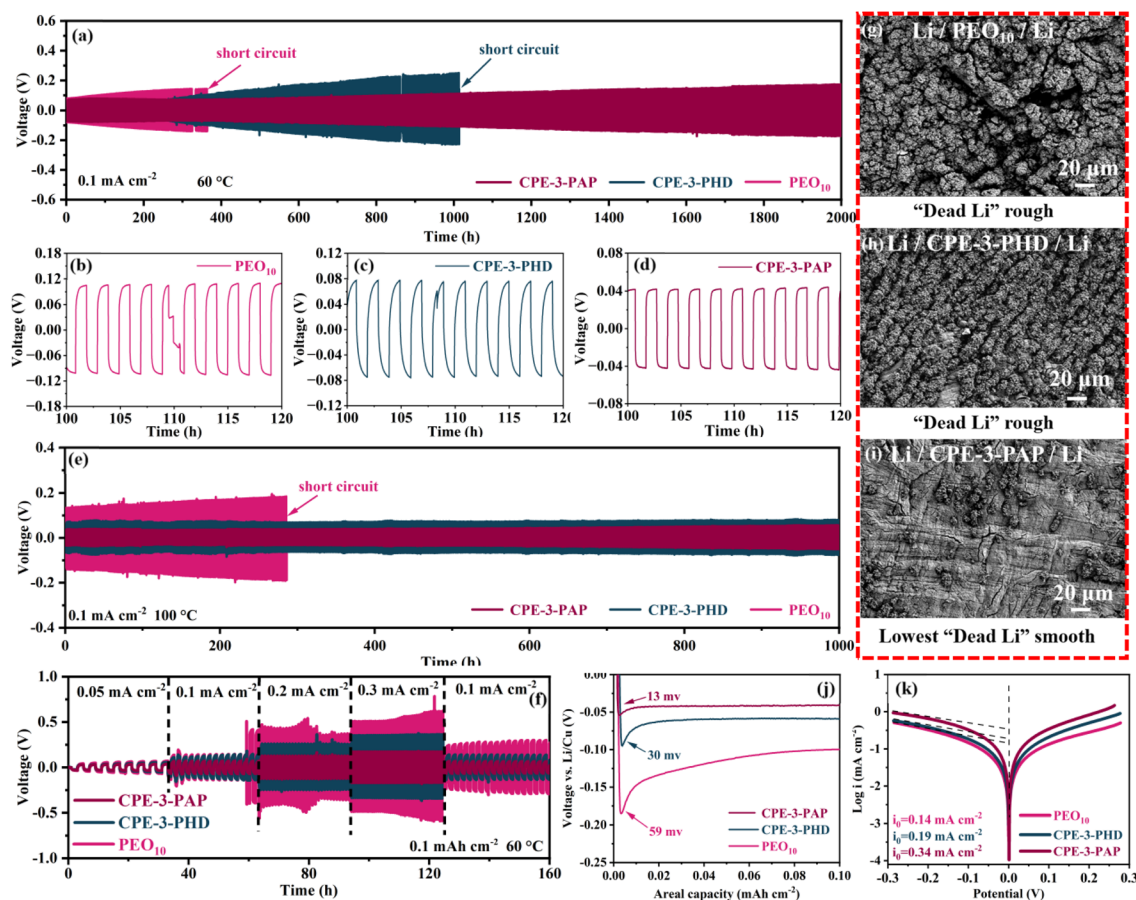 (a)
short circuit
short circuit
Voltage (V)
0.6
0.4
0.2
0.0
−0.2
−0.4
−0.6
0.1 mA cm⁻² 60 °C
CPE-3-PAP CPE-3-PHD PEO₁₀
0 200 400 600 800 1000 1200 1400 1600 1800 2000
Time (h)
(b)
PEO₁₀
Voltage (V)
0.18
0.12
0.06
0.00
−0.06
−0.12
−0.18
100 105 110 115 120
Time (h)
(c)
CPE-3-PHD
Voltage (V)
0.12
0.08
0.04
0.00
−0.04
−0.08
−0.12
100 105 110 115 120
Time (h)
(d)
CPE-3-PAP
Voltage (V)
0.08
0.04
0.00
−0.04
−0.08
100 105 110 115 120
Time (h)
(e)
short circuit
Voltage (V)
0.4
0.2
0.0
−0.2
−0.4
0.1 mA cm⁻² 100 °C
CPE-3-PAP CPE-3-PHD PEO₁₀
0 200 400 600 800 1000
Time (h)
0.05 mA cm⁻² 0.1 mA cm⁻² 0.2 mA cm⁻² 0.3 mA cm⁻² 0.1 mA cm⁻²
(f)
Voltage (V)
1.0
0.5
0.0
−0.5
−1.0
CPE-3-PAP
CPE-3-PHD
PEO₁₀
0.1 mAh cm⁻² 60 °C
0 20 40 60 80 100 120 140 160
Time (h)
(g) Li / PEO₁₀ / Li
20 μm
“Dead Li” rough
(h) Li / CPE-3-PHD / Li
20 μm
“Dead Li” rough
(i) Li / CPE-3-PAP / Li
20 μm
Lowest “Dead Li” smooth
(j)
13 mv
30 mv
59 mv
Voltage vs. Li/Cu (V)
0.00
−0.05
−0.10
−0.15
−0.20
−0.25
CPE-3-PAP
CPE-3-PHD
PEO₁₀
0.00 0.02 0.04 0.06 0.08 0.10
Areal capacity (mAh cm⁻²)
(k)
Log i (mA cm⁻²)
1
0
−1
−2
−3
−4
i₀=0.14 mA cm⁻² PEO₁₀
i₀=0.19 mA cm⁻² CPE-3-PHD
i₀=0.34 mA cm⁻² CPE-3-PAP
−0.3 −0.2 −0.1 0.0 0.1 0.2 0.3
Potential (V)